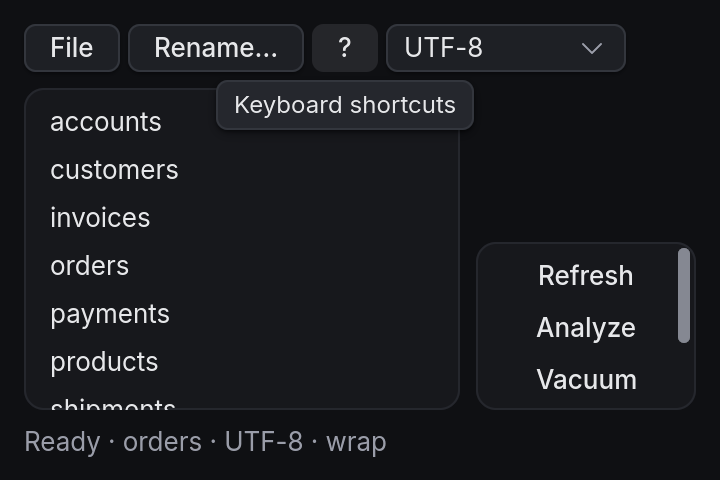 File
Rename...
?
UTF-8
Keyboard shortcuts
accounts
customers
invoices
orders
payments
products
shipments
Refresh
Analyze
Vacuum
Ready · orders · UTF-8 · wrap